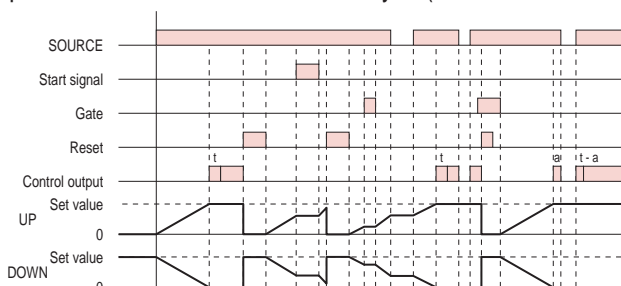 SOURCE
Start signal
Gate
Reset
t t a t - a
Control output
Set value
UP
0
Set value
DOWN
0